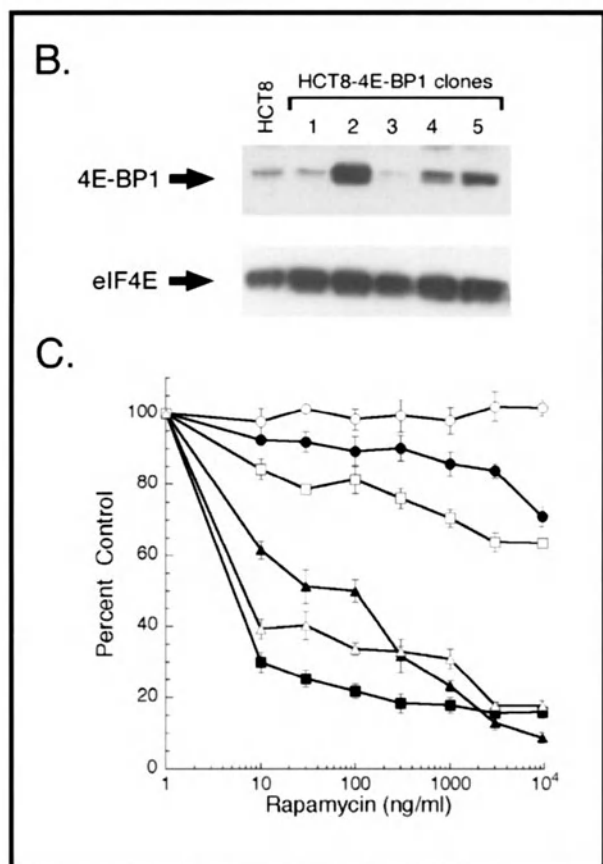 B.
HCT8
HCT8-4E-BP1 clones
1 2 3 4 5
4E-BP1
eIF4E
C.
100
80
60
40
20
0
Percent Control
1 10 100 1000 10⁴
Rapamycin (ng/ml)